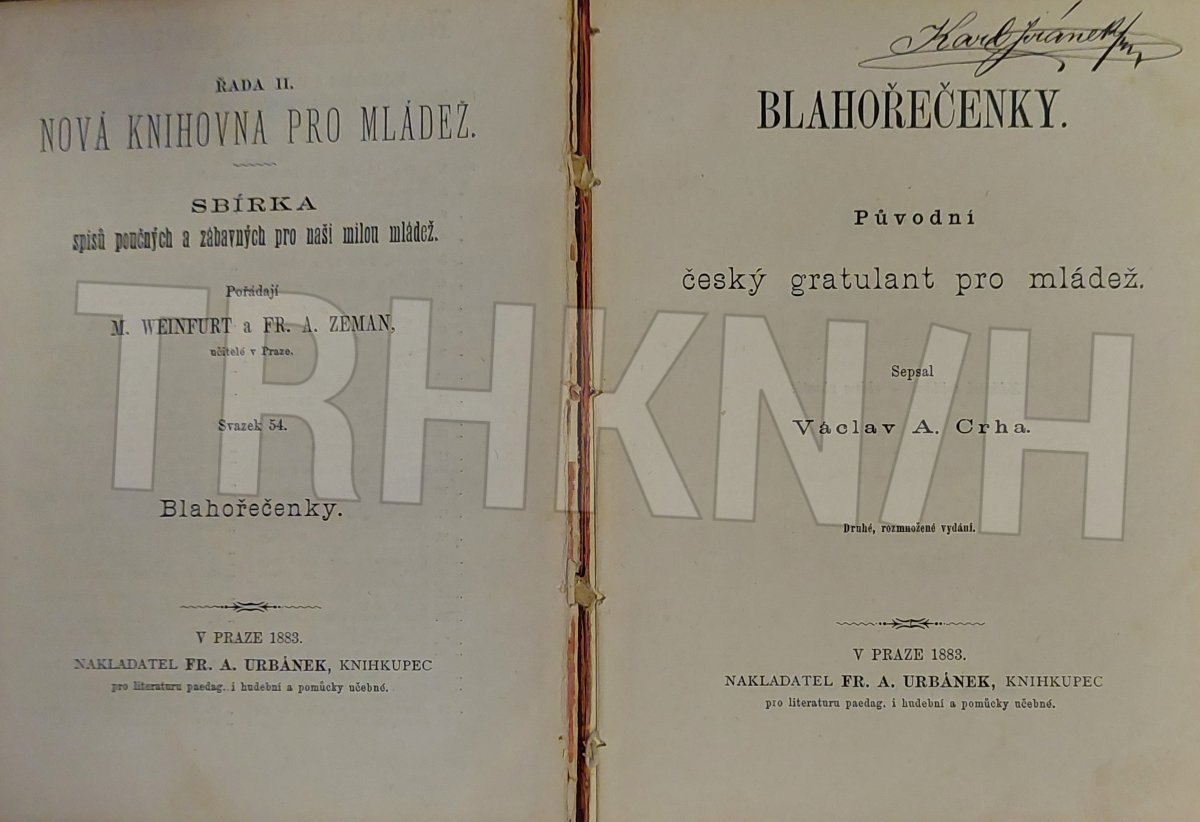 ŘADA II.
NOVÁ KNIHOVNA PRO MLÁDEŽ.
SBÍRKA
spisů poučných a zábavných pro naši milou mládež.
Pořádají
M. WEINFURT a FR. A. ZEMAN,
učitelé v Praze.
Svazek 54.
Blahořečenky.
V PRAZE 1883.
NAKLADATEL FR. A. URBÁNEK, KNIHKUPEC
pro literaturu paedag. i hudební a pomůcky učebné.
Karel
BLAHOŘEČENKY.
Původní
český gratulant pro mládež.
Sepsal
Václav A. Crha.
Druhé, rozmnožené vydání.
V PRAZE 1883.
NAKLADATEL FR. A. URBÁNEK, KNIHKUPEC
pro literaturu paedag. i hudební a pomůcky učebné.
TRHKN/H